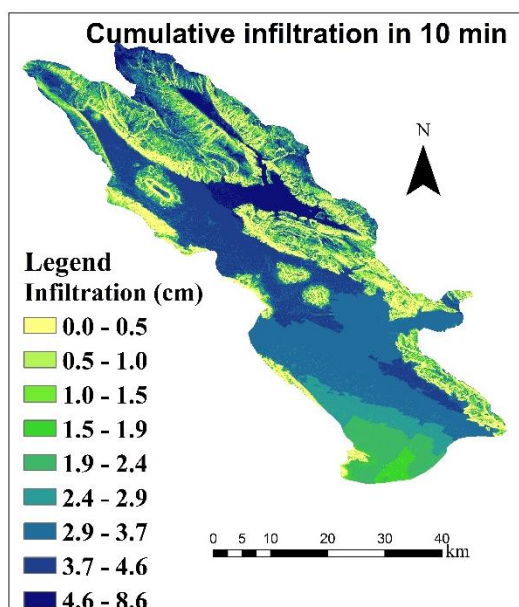 Cumulative infiltration in 10 min
N
Legend
Infiltration (cm)
0.0 - 0.5
0.5 - 1.0
1.0 - 1.5
1.5 - 1.9
1.9 - 2.4
2.4 - 2.9
2.9 - 3.7
3.7 - 4.6
4.6 - 8.6
0 5 10 20 30 40
km